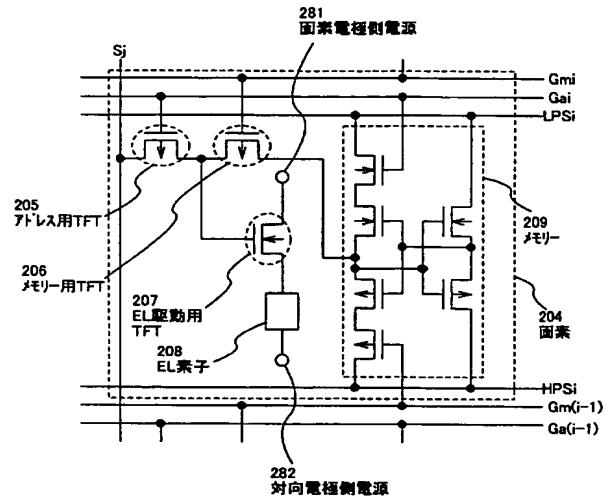 281
画素電極側電源
Sj
Gmi
Gai
LPSi
205
アドレス用TFT
206
メモリー用TFT
207
EL駆動用
TFT
208
EL素子
209
メモリー
204
画素
HPSi
Gm(i-1)
Ga(i-1)
282
対向電極側電源